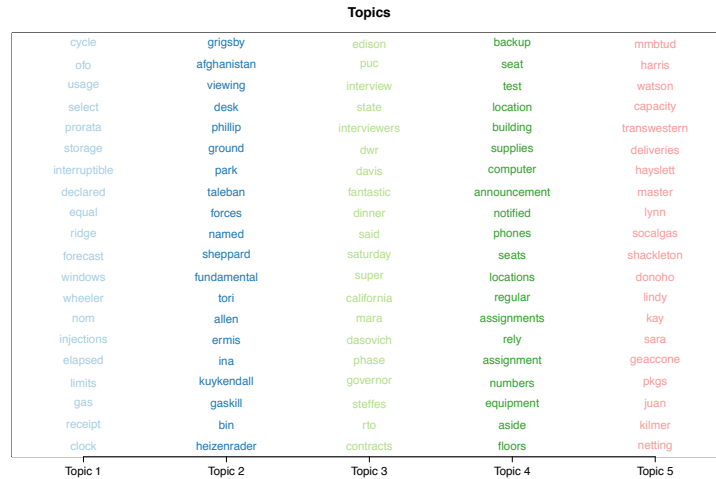 Topics
cycle grigsby edison backup mmbtud
ofo afghanistan puc seat harris
usage viewing interview test watson
select desk state location capacity
prorata phillip interviewers building transwestern
storage ground dwr supplies deliveries
interruptible park davis computer hayslett
declared taleban fantastic announcement master
equal forces dinner notified lynn
ridge named said phones socalgas
forecast sheppard saturday seats shackleton
windows fundamental super locations donoho
wheeler tori california regular lindy
nom allen mara assignments kay
injections ermis dasovich rely sara
elapsed ina phase assignment geaccone
limits kuykendall governor numbers pkgs
gas gaskill steffes equipment juan
receipt bin rto aside kilmer
clock heizenrader contracts floors netting
Topic 1 Topic 2 Topic 3 Topic 4 Topic 5